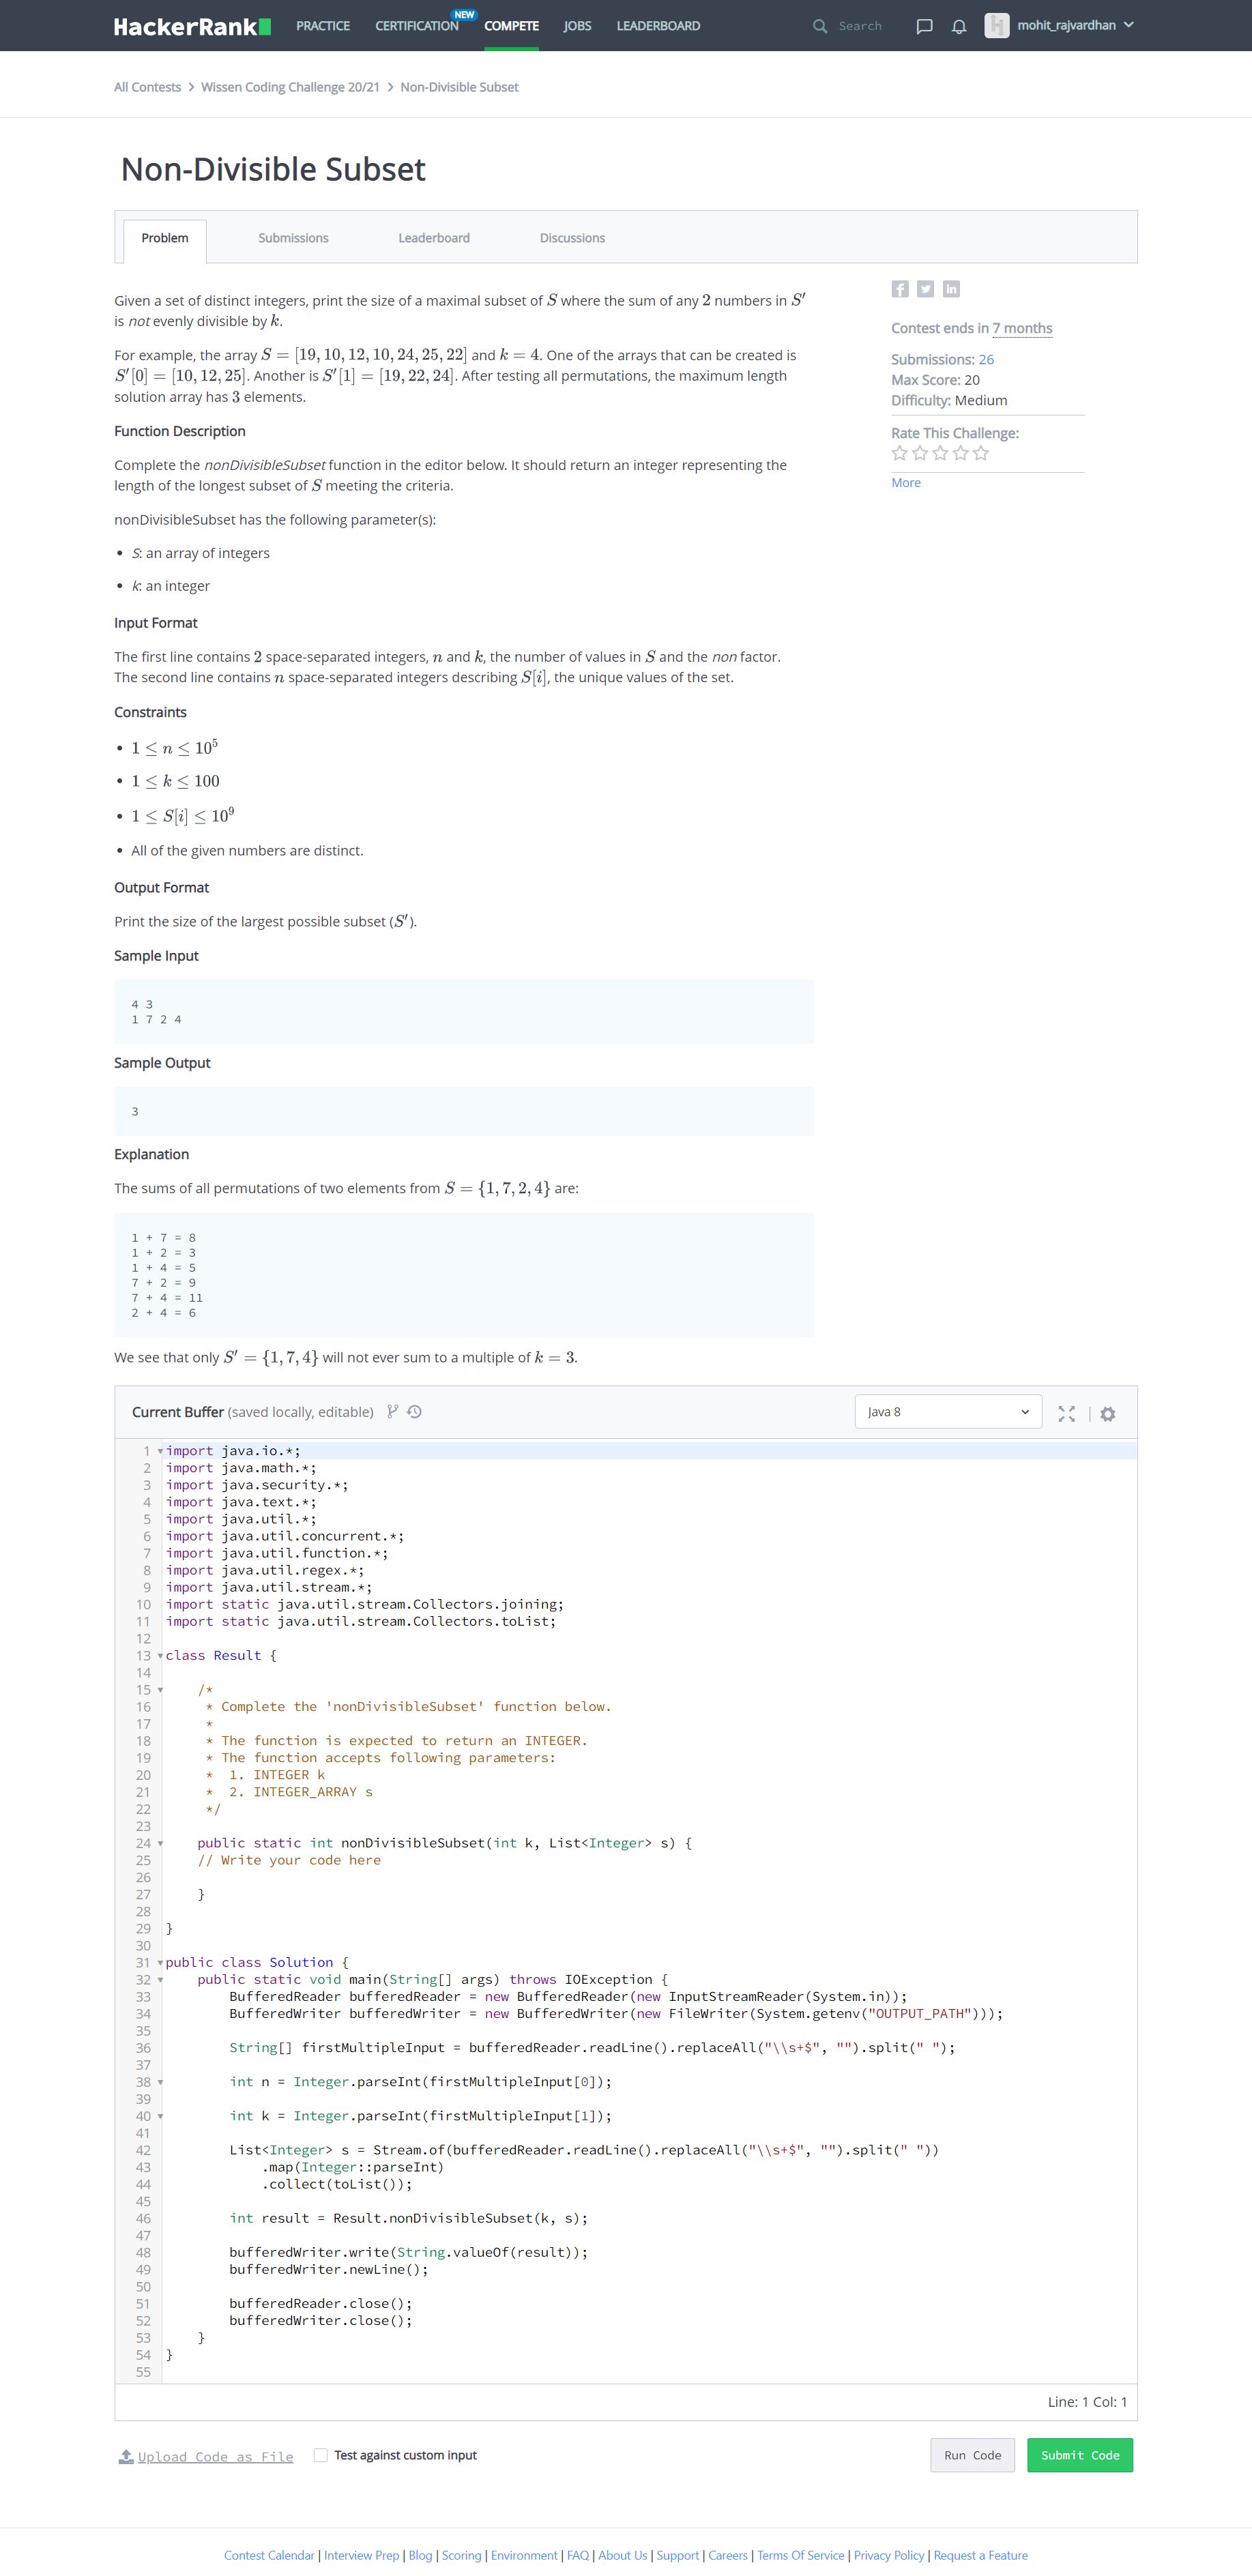 HackerRank PRACTICE CERTIFICATION NEW COMPETE JOBS LEADERBOARD Search mohit_rajvardhan
All Contests > Wissen Coding Challenge 20/21 > Non-Divisible Subset
Non-Divisible Subset
Problem Submissions Leaderboard Discussions
Given a set of distinct integers, print the size of a maximal subset of S where the sum of any 2 numbers in S′
is not evenly divisible by k.
For example, the array S = [19, 10, 12, 10, 24, 25, 22] and k = 4. One of the arrays that can be created is
S′[0] = [10, 12, 25]. Another is S′[1] = [19, 22, 24]. After testing all permutations, the maximum length
solution array has 3 elements.
Function Description
Complete the nonDivisibleSubset function in the editor below. It should return an integer representing the
length of the longest subset of S meeting the criteria.
nonDivisibleSubset has the following parameter(s):
• S: an array of integers
• k: an integer
Input Format
The first line contains 2 space-separated integers, n and k, the number of values in S and the non factor.
The second line contains n space-separated integers describing S[i], the unique values of the set.
Constraints
• 1 ≤ n ≤ 10⁵
• 1 ≤ k ≤ 100
• 1 ≤ S[i] ≤ 10⁹
• All of the given numbers are distinct.
Output Format
Print the size of the largest possible subset (S′).
Sample Input
4 3
1 7 2 4
Sample Output
3
Explanation
The sums of all permutations of two elements from S = {1, 7, 2, 4} are:
1 + 7 = 8
1 + 2 = 3
1 + 4 = 5
7 + 2 = 9
7 + 4 = 11
2 + 4 = 6
We see that only S′ = {1, 7, 4} will not ever sum to a multiple of k = 3.
Contest ends in 7 months
Submissions: 26
Max Score: 20
Difficulty: Medium
Rate This Challenge:
More
Current Buffer (saved locally, editable) Java 8
1 import java.io.*;
2 import java.math.*;
3 import java.security.*;
4 import java.text.*;
5 import java.util.*;
6 import java.util.concurrent.*;
7 import java.util.function.*;
8 import java.util.regex.*;
9 import java.util.stream.*;
10 import static java.util.stream.Collectors.joining;
11 import static java.util.stream.Collectors.toList;
12
13 class Result {
14
15     /*
16      * Complete the 'nonDivisibleSubset' function below.
17      *
18      * The function is expected to return an INTEGER.
19      * The function accepts following parameters:
20      *  1. INTEGER k
21      *  2. INTEGER_ARRAY s
22      */
23
24     public static int nonDivisibleSubset(int k, List<Integer> s) {
25     // Write your code here
26
27     }
28
29 }
30
31 public class Solution {
32     public static void main(String[] args) throws IOException {
33         BufferedReader bufferedReader = new BufferedReader(new InputStreamReader(System.in));
34         BufferedWriter bufferedWriter = new BufferedWriter(new FileWriter(System.getenv("OUTPUT_PATH")));
35
36         String[] firstMultipleInput = bufferedReader.readLine().replaceAll("\\s+$", "").split(" ");
37
38         int n = Integer.parseInt(firstMultipleInput[0]);
39
40         int k = Integer.parseInt(firstMultipleInput[1]);
41
42         List<Integer> s = Stream.of(bufferedReader.readLine().replaceAll("\\s+$", "").split(" "))
43             .map(Integer::parseInt)
44             .collect(toList());
45
46         int result = Result.nonDivisibleSubset(k, s);
47
48         bufferedWriter.write(String.valueOf(result));
49         bufferedWriter.newLine();
50
51         bufferedReader.close();
52         bufferedWriter.close();
53     }
54 }
55
Line: 1 Col: 1
Upload Code as File Test against custom input Run Code Submit Code
Contest Calendar | Interview Prep | Blog | Scoring | Environment | FAQ | About Us | Support | Careers | Terms Of Service | Privacy Policy | Request a Feature